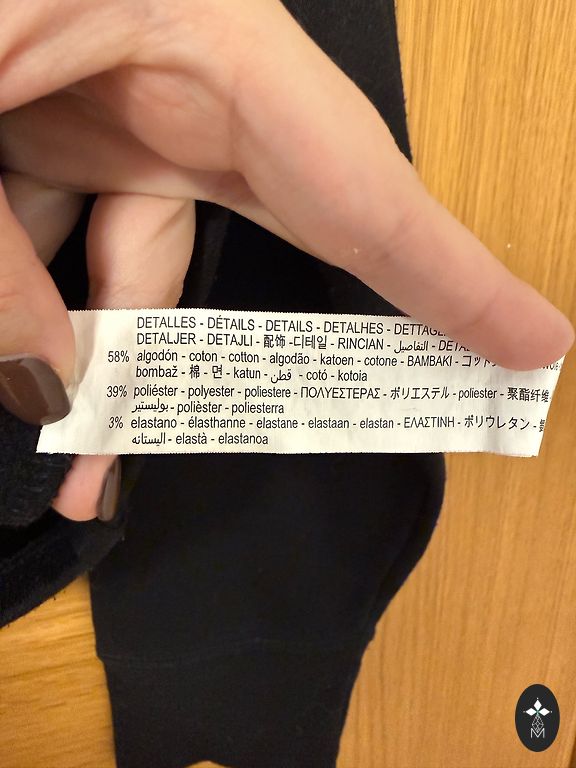 DETALLES - DÉTAILS - DETAILS - DETALHES - DETTAGL
DETALJER - DETAJLI - 配饰 -디테일 - RINCIAN - التفاصيل - DETA
58% algodón - coton - cotton - algodão - katoen - cotone - ΒΑΜΒΑΚΙ - コット
bombaž - 棉 - 면 - katun - قطن - cotó - kotoia
39% poliéster - polyester - poliestere - ΠΟΛΥΕΣΤΕΡΑΣ - ポリエステル - poliester - 聚酯纤维
بوليستير - polièster - poliesterra
3% elastano - élasthanne - elastane - elastaan - elastan - ΕΛΑΣΤΙΝΗ - ポリウレタン -
اليستانه - elastà - elastanoa